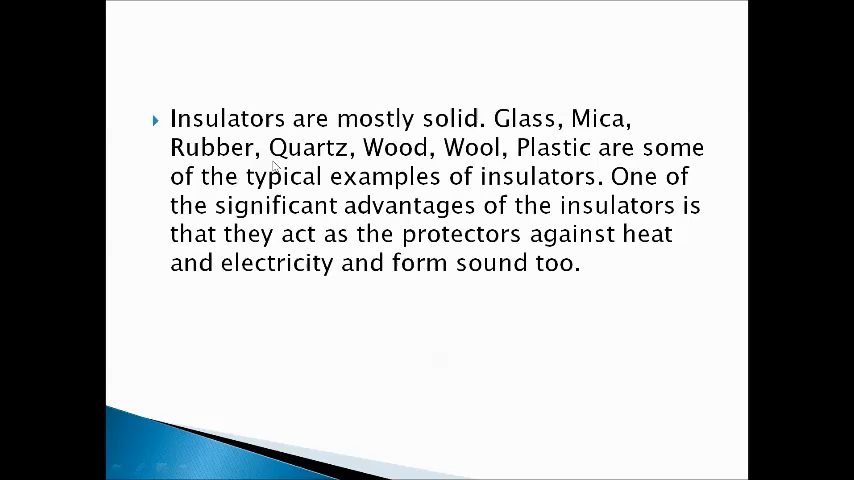 Insulators are mostly solid. Glass, Mica,
Rubber, Quartz, Wood, Wool, Plastic are some
of the typical examples of insulators. One of
the significant advantages of the insulators is
that they act as the protectors against heat
and electricity and form sound too.